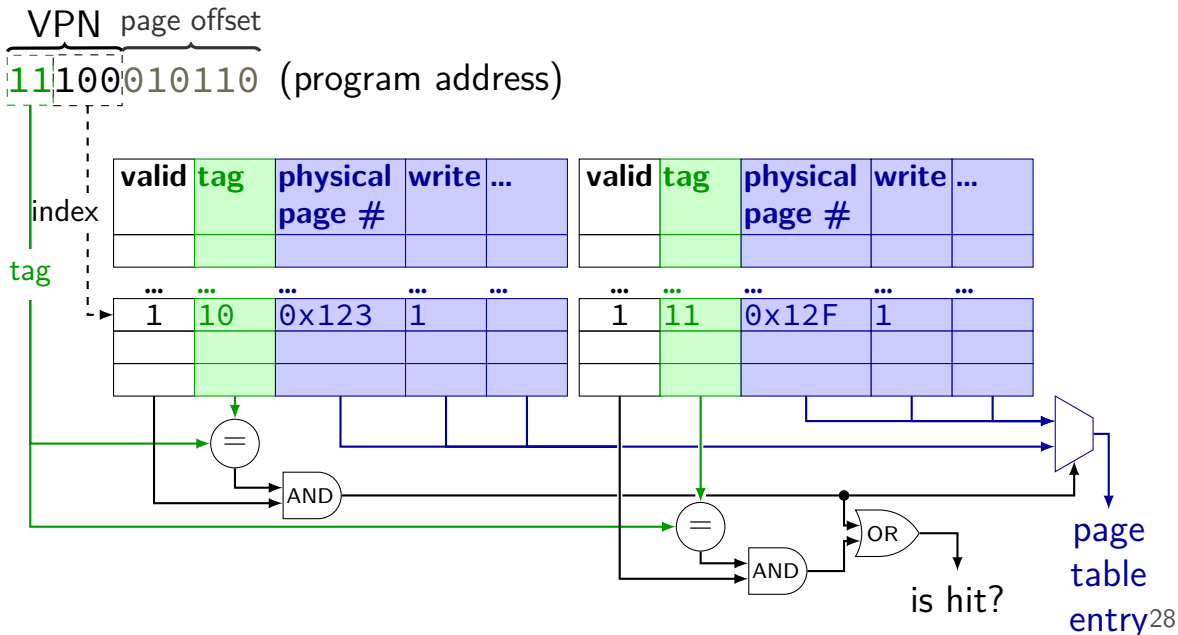 VPN page offset
11100010110 (program address)
valid tag physical page # write ... valid tag physical page # write ...
index
tag
... ... ... ... ... ... ... ... ... ...
1 10 0x123 1 1 11 0x12F 1
=
AND
=
OR
AND
is hit?
page
table
entry
28